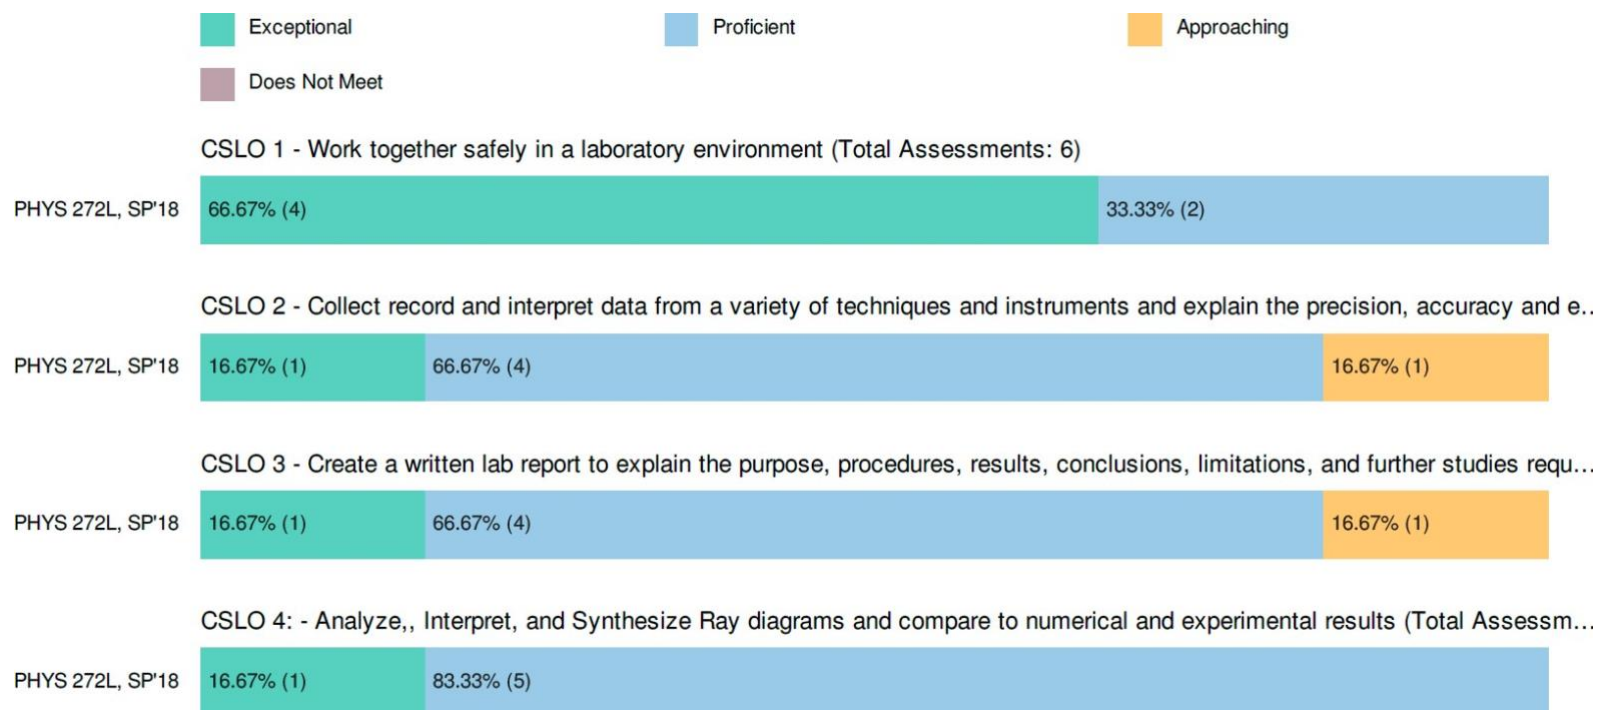 Exceptional Proficient Approaching
Does Not Meet
CSLO 1 - Work together safely in a laboratory environment (Total Assessments: 6)
PHYS 272L, SP'18 66.67% (4) 33.33% (2)
CSLO 2 - Collect record and interpret data from a variety of techniques and instruments and explain the precision, accuracy and e...
PHYS 272L, SP'18 16.67% (1) 66.67% (4) 16.67% (1)
CSLO 3 - Create a written lab report to explain the purpose, procedures, results, conclusions, limitations, and further studies requ...
PHYS 272L, SP'18 16.67% (1) 66.67% (4) 16.67% (1)
CSLO 4: - Analyze,, Interpret, and Synthesize Ray diagrams and compare to numerical and experimental results (Total Assessm...
PHYS 272L, SP'18 16.67% (1) 83.33% (5)